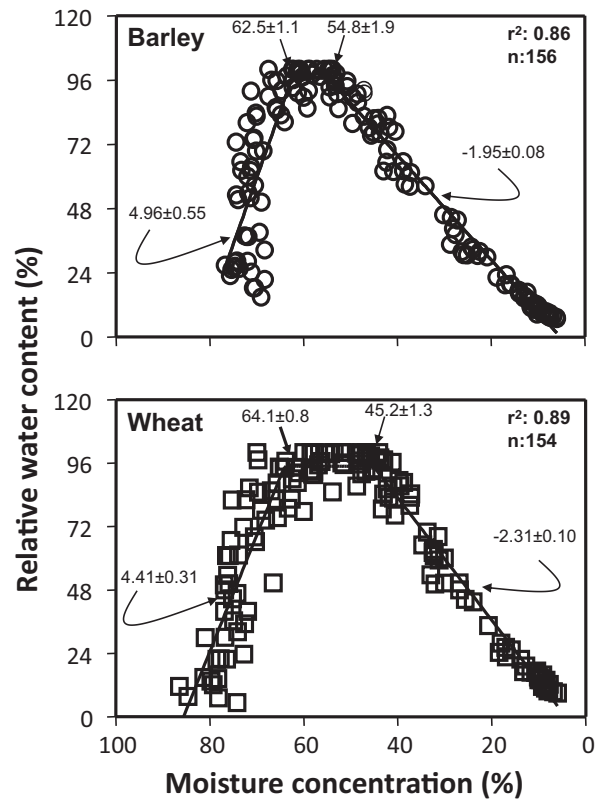 62.5±1.1 54.8±1.9
120
Barley
r²: 0.86
n:156
96
72
-1.95±0.08
48
4.96±0.55
24
0
Relative water content (%)
120
Wheat
64.1±0.8 45.2±1.3
r²: 0.89
n:154
96
72
-2.31±0.10
48
4.41±0.31
24
0
100 80 60 40 20 0
Moisture concentration (%)